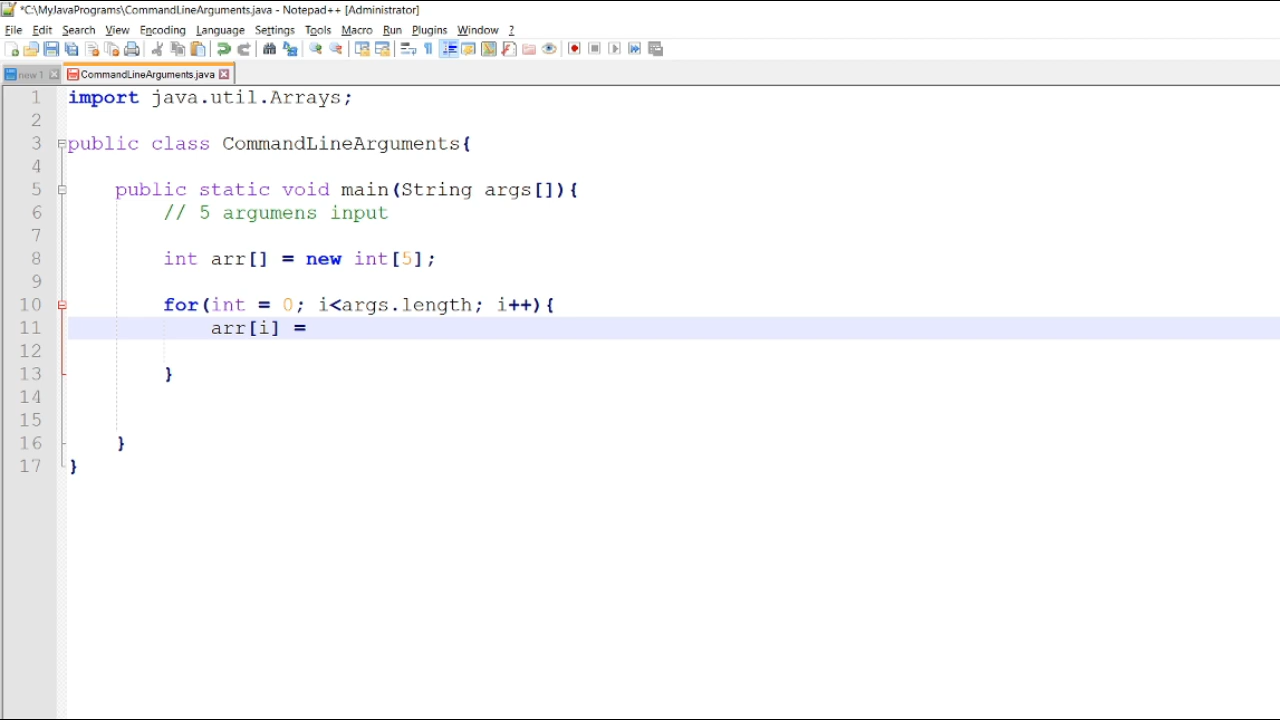 *C:\MyJavaPrograms\CommandLineArguments.java - Notepad++ [Administrator]
File Edit Search View Encoding Language Settings Tools Macro Run Plugins Window ?
new 1 CommandLineArguments.java
1 import java.util.Arrays;
2
3 public class CommandLineArguments{
4
5 public static void main(String args[]){
6 // 5 argumens input
7
8 int arr[] = new int[5];
9
10 for(int = 0; i<args.length; i++){
11 arr[i] =
12
13 }
14
15
16 }
17 }